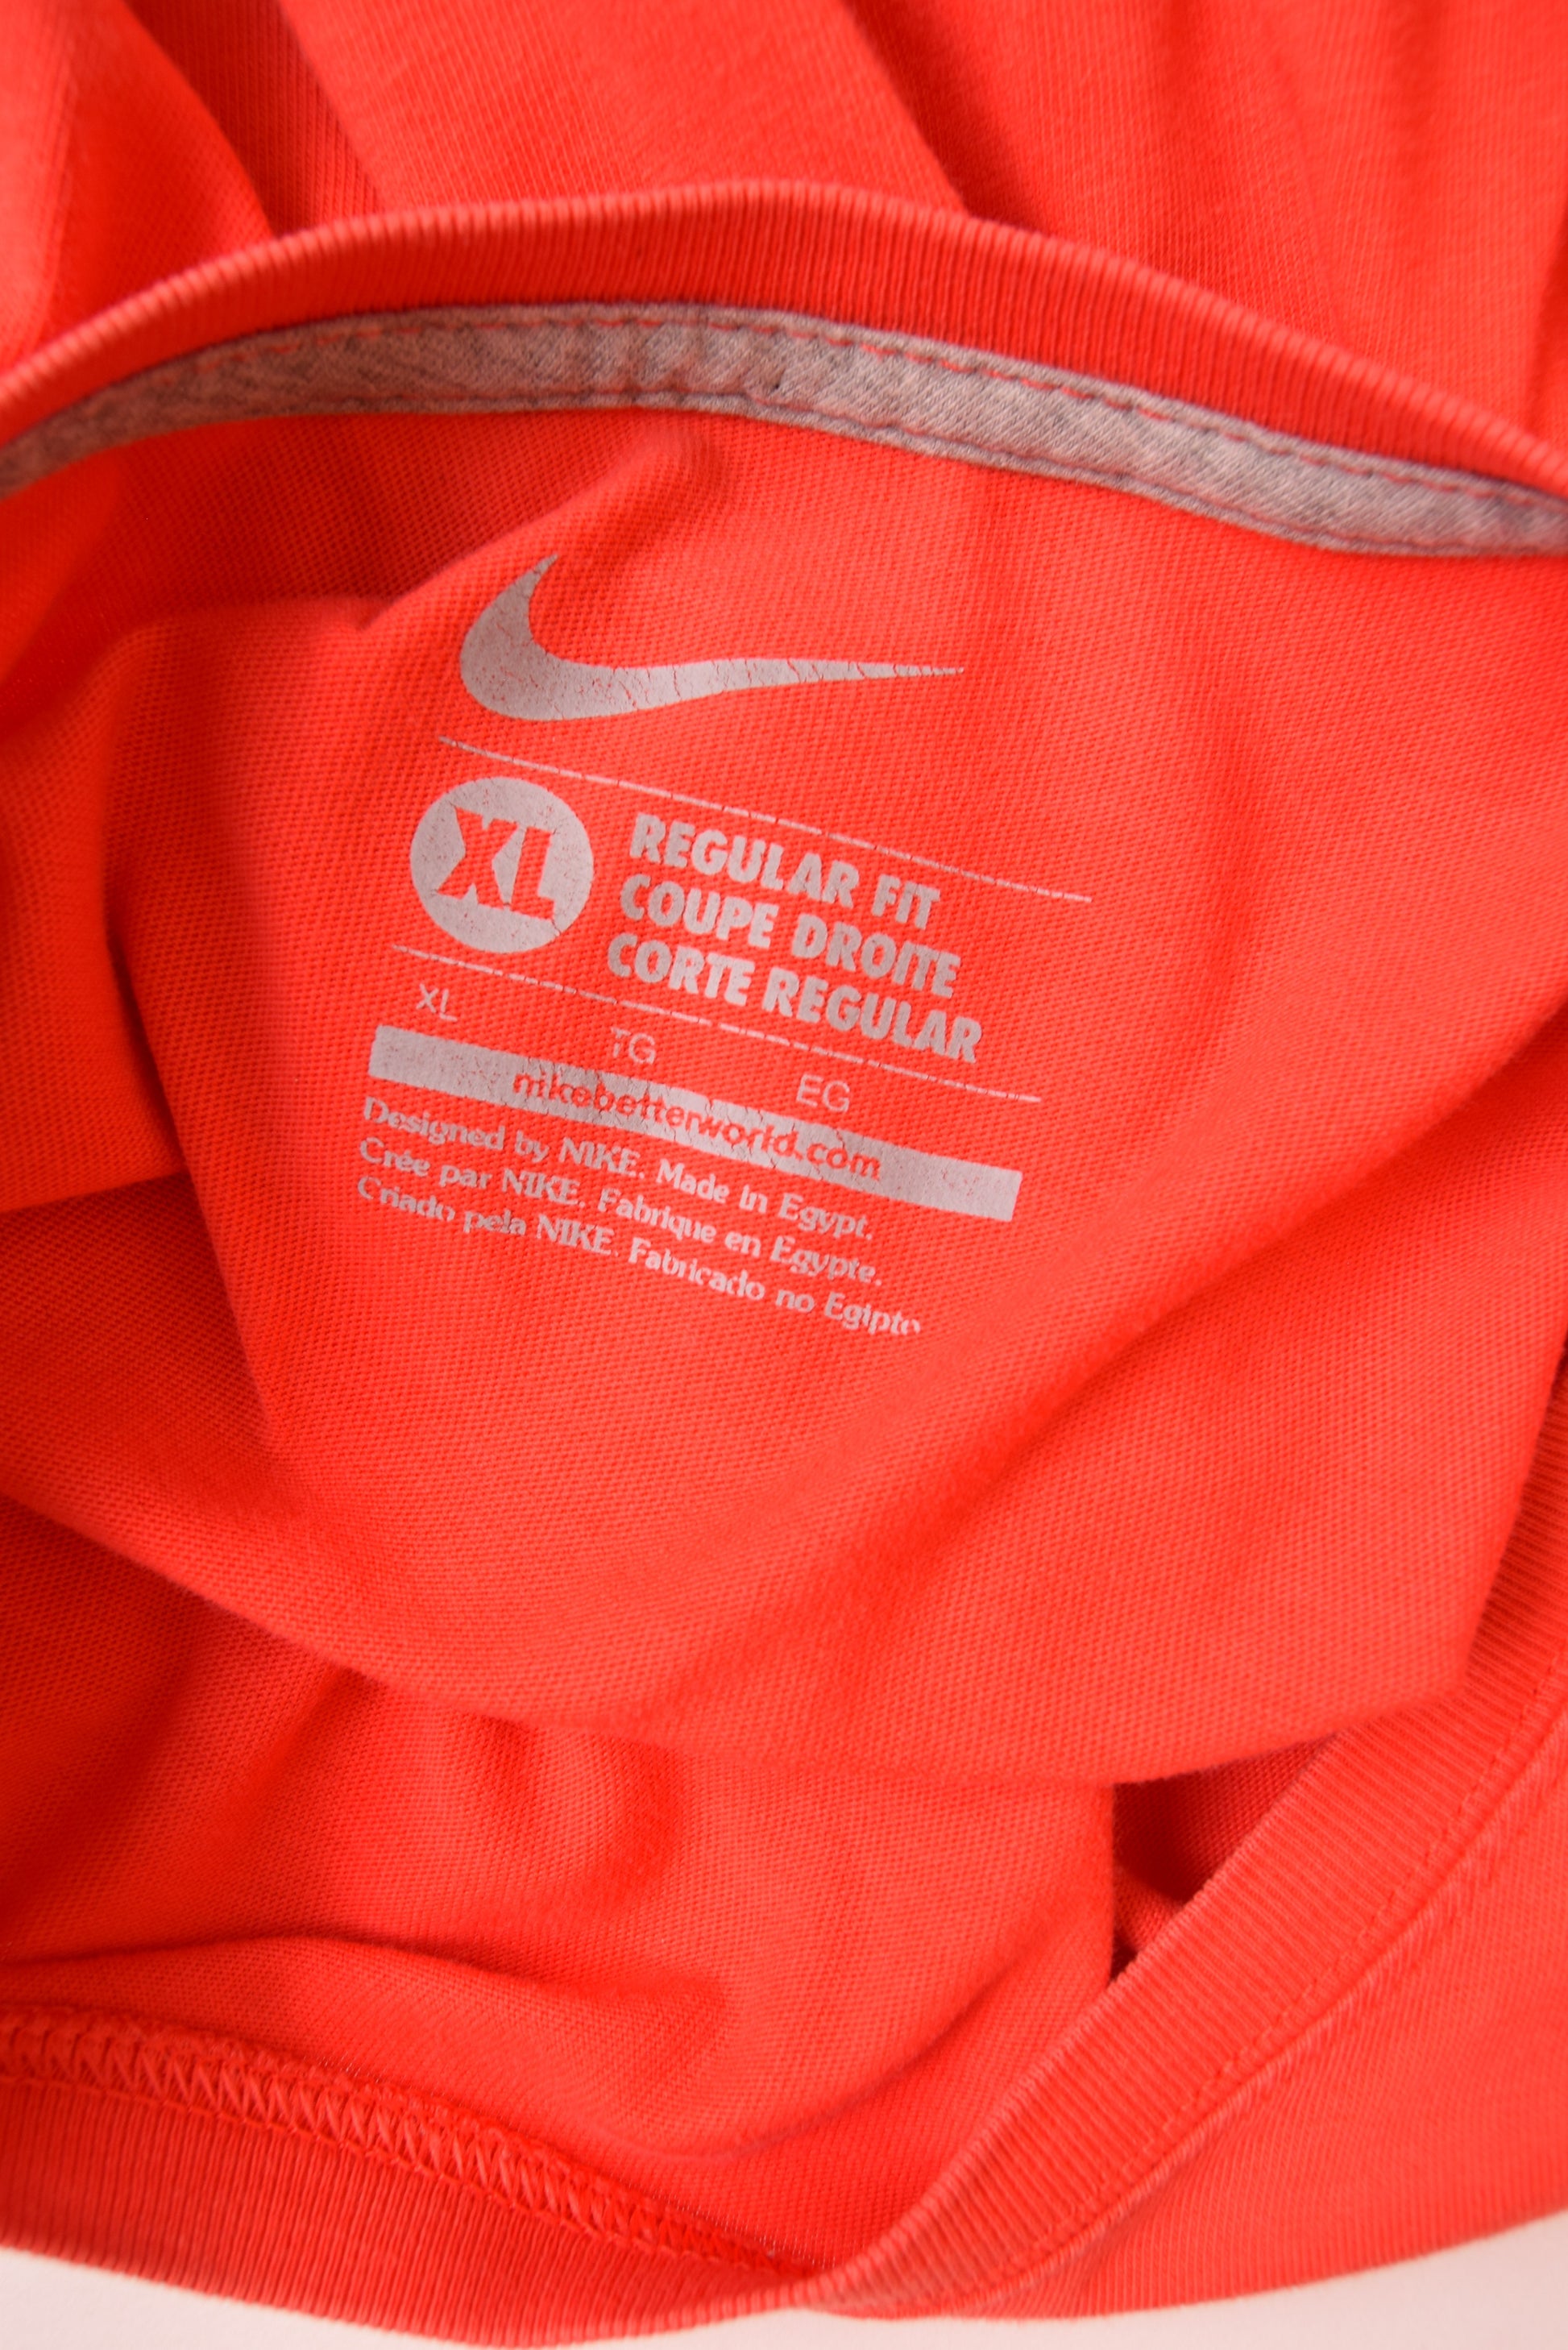 XL
REGULAR FIT
COUPE DROITE
CORTE REGULAR
XL TG EG
nikebetterworld.com
Designed by NIKE. Made in Egypt.
Crée par NIKE. Fabrique en Egypte.
Criado pela NIKE. Fabricado no Egipto